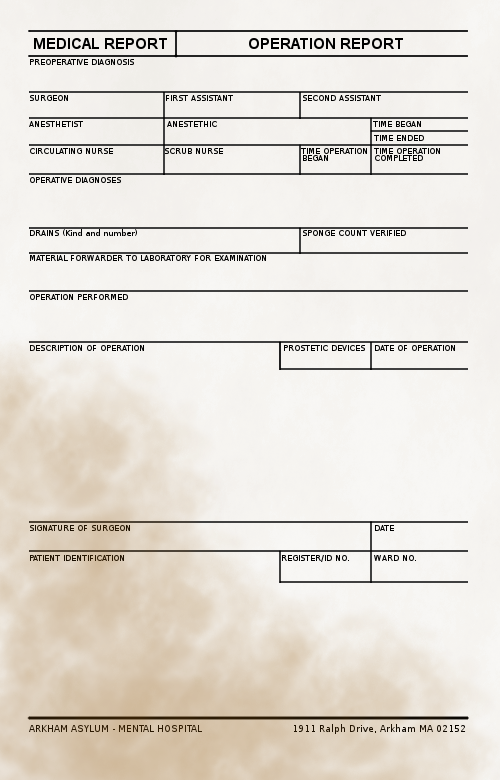 MEDICAL REPORT OPERATION REPORT
PREOPERATIVE DIAGNOSIS
SURGEON FIRST ASSISTANT SECOND ASSISTANT
ANESTHETIST ANESTETHIC TIME BEGAN
TIME ENDED
CIRCULATING NURSE SCRUB NURSE TIME OPERATION BEGAN TIME OPERATION COMPLETED
OPERATIVE DIAGNOSES
DRAINS (Kind and number) SPONGE COUNT VERIFIED
MATERIAL FORWARDER TO LABORATORY FOR EXAMINATION
OPERATION PERFORMED
DESCRIPTION OF OPERATION PROSTETIC DEVICES DATE OF OPERATION
SIGNATURE OF SURGEON DATE
PATIENT IDENTIFICATION REGISTER/ID NO. WARD NO.
ARKHAM ASYLUM - MENTAL HOSPITAL 1911 Ralph Drive, Arkham MA 02152